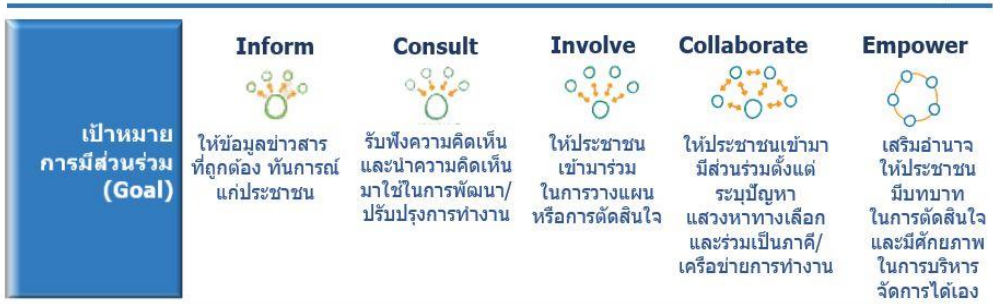 เป้าหมาย
การมีส่วนร่วม
(Goal)
Inform
ให้ข้อมูลข่าวสาร
ที่ถูกต้อง ทันการณ์
แก่ประชาชน
Consult
รับฟังความคิดเห็น
และนำความคิดเห็น
มาใช้ในการพัฒนา/
ปรับปรุงการทำงาน
Involve
ให้ประชาชน
เข้ามาร่วม
ในการวางแผน
หรือการตัดสินใจ
Collaborate
ให้ประชาชนเข้ามา
มีส่วนร่วมตั้งแต่
ระบุปัญหา
แสวงหาทางเลือก
และร่วมเป็นภาคี/
เครือข่ายการทำงาน
Empower
เสริมอำนาจ
ให้ประชาชน
มีบทบาท
ในการตัดสินใจ
และมีศักยภาพ
ในการบริหาร
จัดการได้เอง